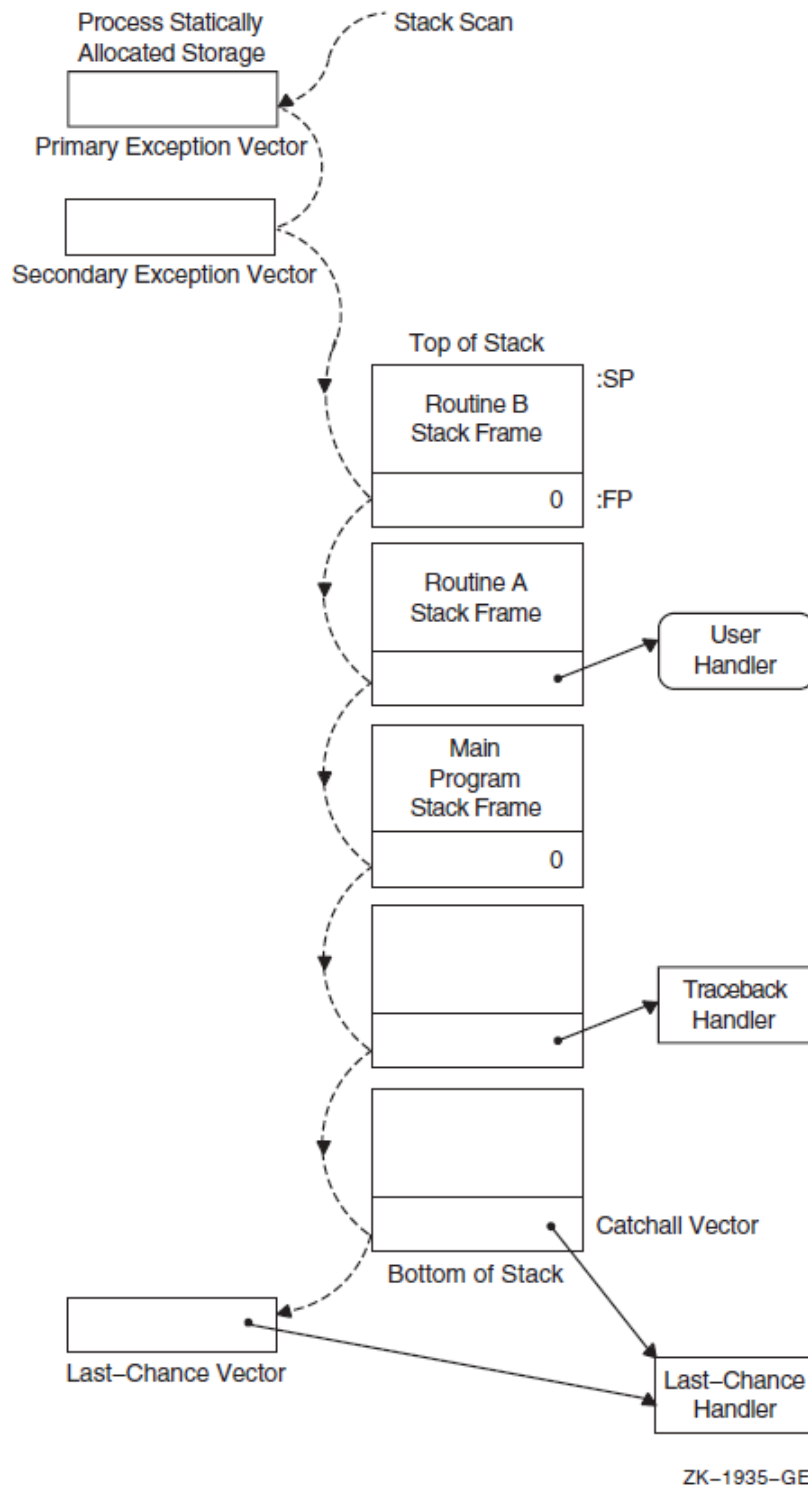 Process Statically
Allocated Storage
Stack Scan
Primary Exception Vector
Secondary Exception Vector
Top of Stack
Routine B
Stack Frame
:SP
0
:FP
Routine A
Stack Frame
User
Handler
Main
Program
Stack Frame
0
Traceback
Handler
Catchall Vector
Bottom of Stack
Last–Chance Vector
Last–Chance
Handler
ZK–1935–GE